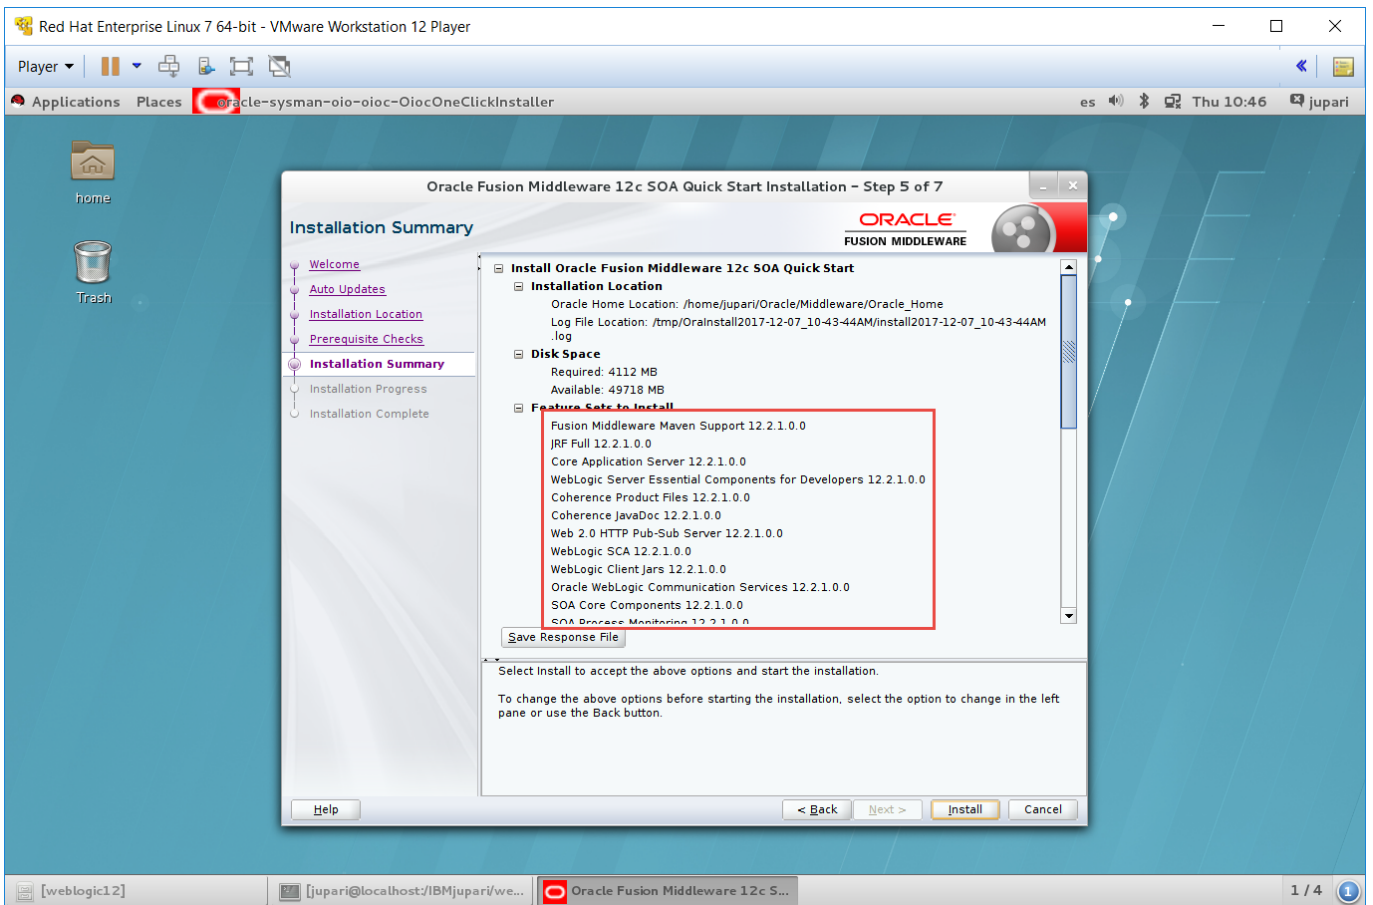 Red Hat Enterprise Linux 7 64-bit - VMware Workstation 12 Player
Player
Applications Places oracle-sysman-oio-oioc-OiocOneClickInstaller es Thu 10:46 jupari
home
Trash
Oracle Fusion Middleware 12c SOA Quick Start Installation - Step 5 of 7
Installation Summary
ORACLE
FUSION MIDDLEWARE
Welcome
Auto Updates
Installation Location
Prerequisite Checks
Installation Summary
Installation Progress
Installation Complete
Install Oracle Fusion Middleware 12c SOA Quick Start
Installation Location
Oracle Home Location: /home/jupari/Oracle/Middleware/Oracle_Home
Log File Location: /tmp/OraInstall2017-12-07_10-43-44AM/install2017-12-07_10-43-44AM
.log
Disk Space
Required: 4112 MB
Available: 49718 MB
Feature Sets to Install
Fusion Middleware Maven Support 12.2.1.0.0
JRF Full 12.2.1.0.0
Core Application Server 12.2.1.0.0
WebLogic Server Essential Components for Developers 12.2.1.0.0
Coherence Product Files 12.2.1.0.0
Coherence JavaDoc 12.2.1.0.0
Web 2.0 HTTP Pub-Sub Server 12.2.1.0.0
WebLogic SCA 12.2.1.0.0
WebLogic Client Jars 12.2.1.0.0
Oracle WebLogic Communication Services 12.2.1.0.0
SOA Core Components 12.2.1.0.0
SOA Process Monitoring 12.2.1.0.0
Save Response File
Select Install to accept the above options and start the installation.
To change the above options before starting the installation, select the option to change in the left
pane or use the Back button.
Help < Back Next > Install Cancel
[weblogic12] [jupari@localhost:/IBMjupari/we... Oracle Fusion Middleware 12c S... 1 / 4 1